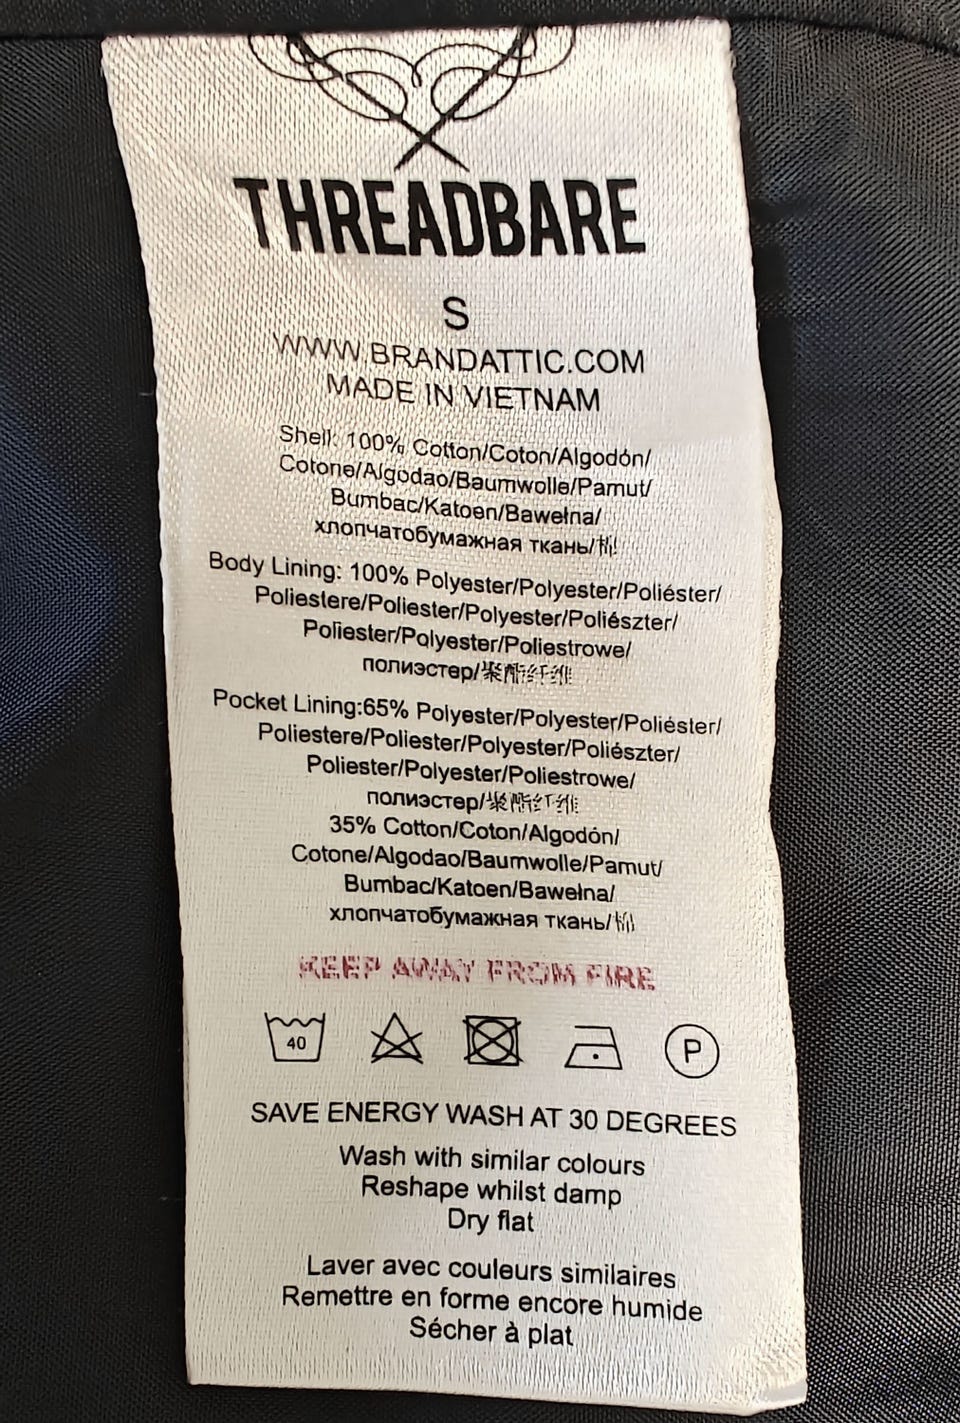 THREADBARE
S
WWW.BRANDATTIC.COM
MADE IN VIETNAM
Shell: 100% Cotton/Coton/Algodón/
Cotone/Algodao/Baumwolle/Pamut/
Bumbac/Katoen/Bawełna/
хлопчатобумажная ткань/
Body Lining: 100% Polyester/Polyester/Poliéster/
Poliestere/Poliester/Polyester/Poliészter/
Poliester/Polyester/Poliestrowe/
полиэстер/聚酯纤维
Pocket Lining:65% Polyester/Polyester/Poliéster/
Poliestere/Poliester/Polyester/Poliészter/
Poliester/Polyester/Poliestrowe/
полиэстер/聚酯纤维
35% Cotton/Coton/Algodón/
Cotone/Algodao/Baumwolle/Pamut/
Bumbac/Katoen/Bawełna/
хлопчатобумажная ткань/
KEEP AWAY FROM FIRE
40 P
SAVE ENERGY WASH AT 30 DEGREES
Wash with similar colours
Reshape whilst damp
Dry flat
Laver avec couleurs similaires
Remettre en forme encore humide
Sécher à plat